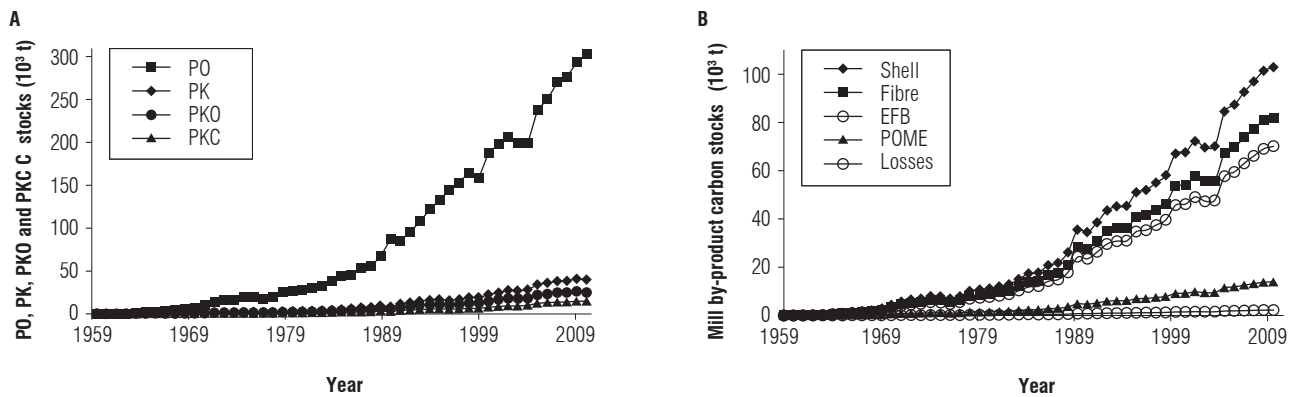 A
PO, PK, PKO and PKC C stocks (10³ t)
300
250
200
150
100
50
0
PO
PK
PKO
PKC
1959
1969
1979
1989
1999
2009
Year
B
Mill by-product carbon stocks (10³ t)
100
80
60
40
20
0
Shell
Fibre
EFB
POME
Losses
1959
1969
1979
1989
1999
2009
Year